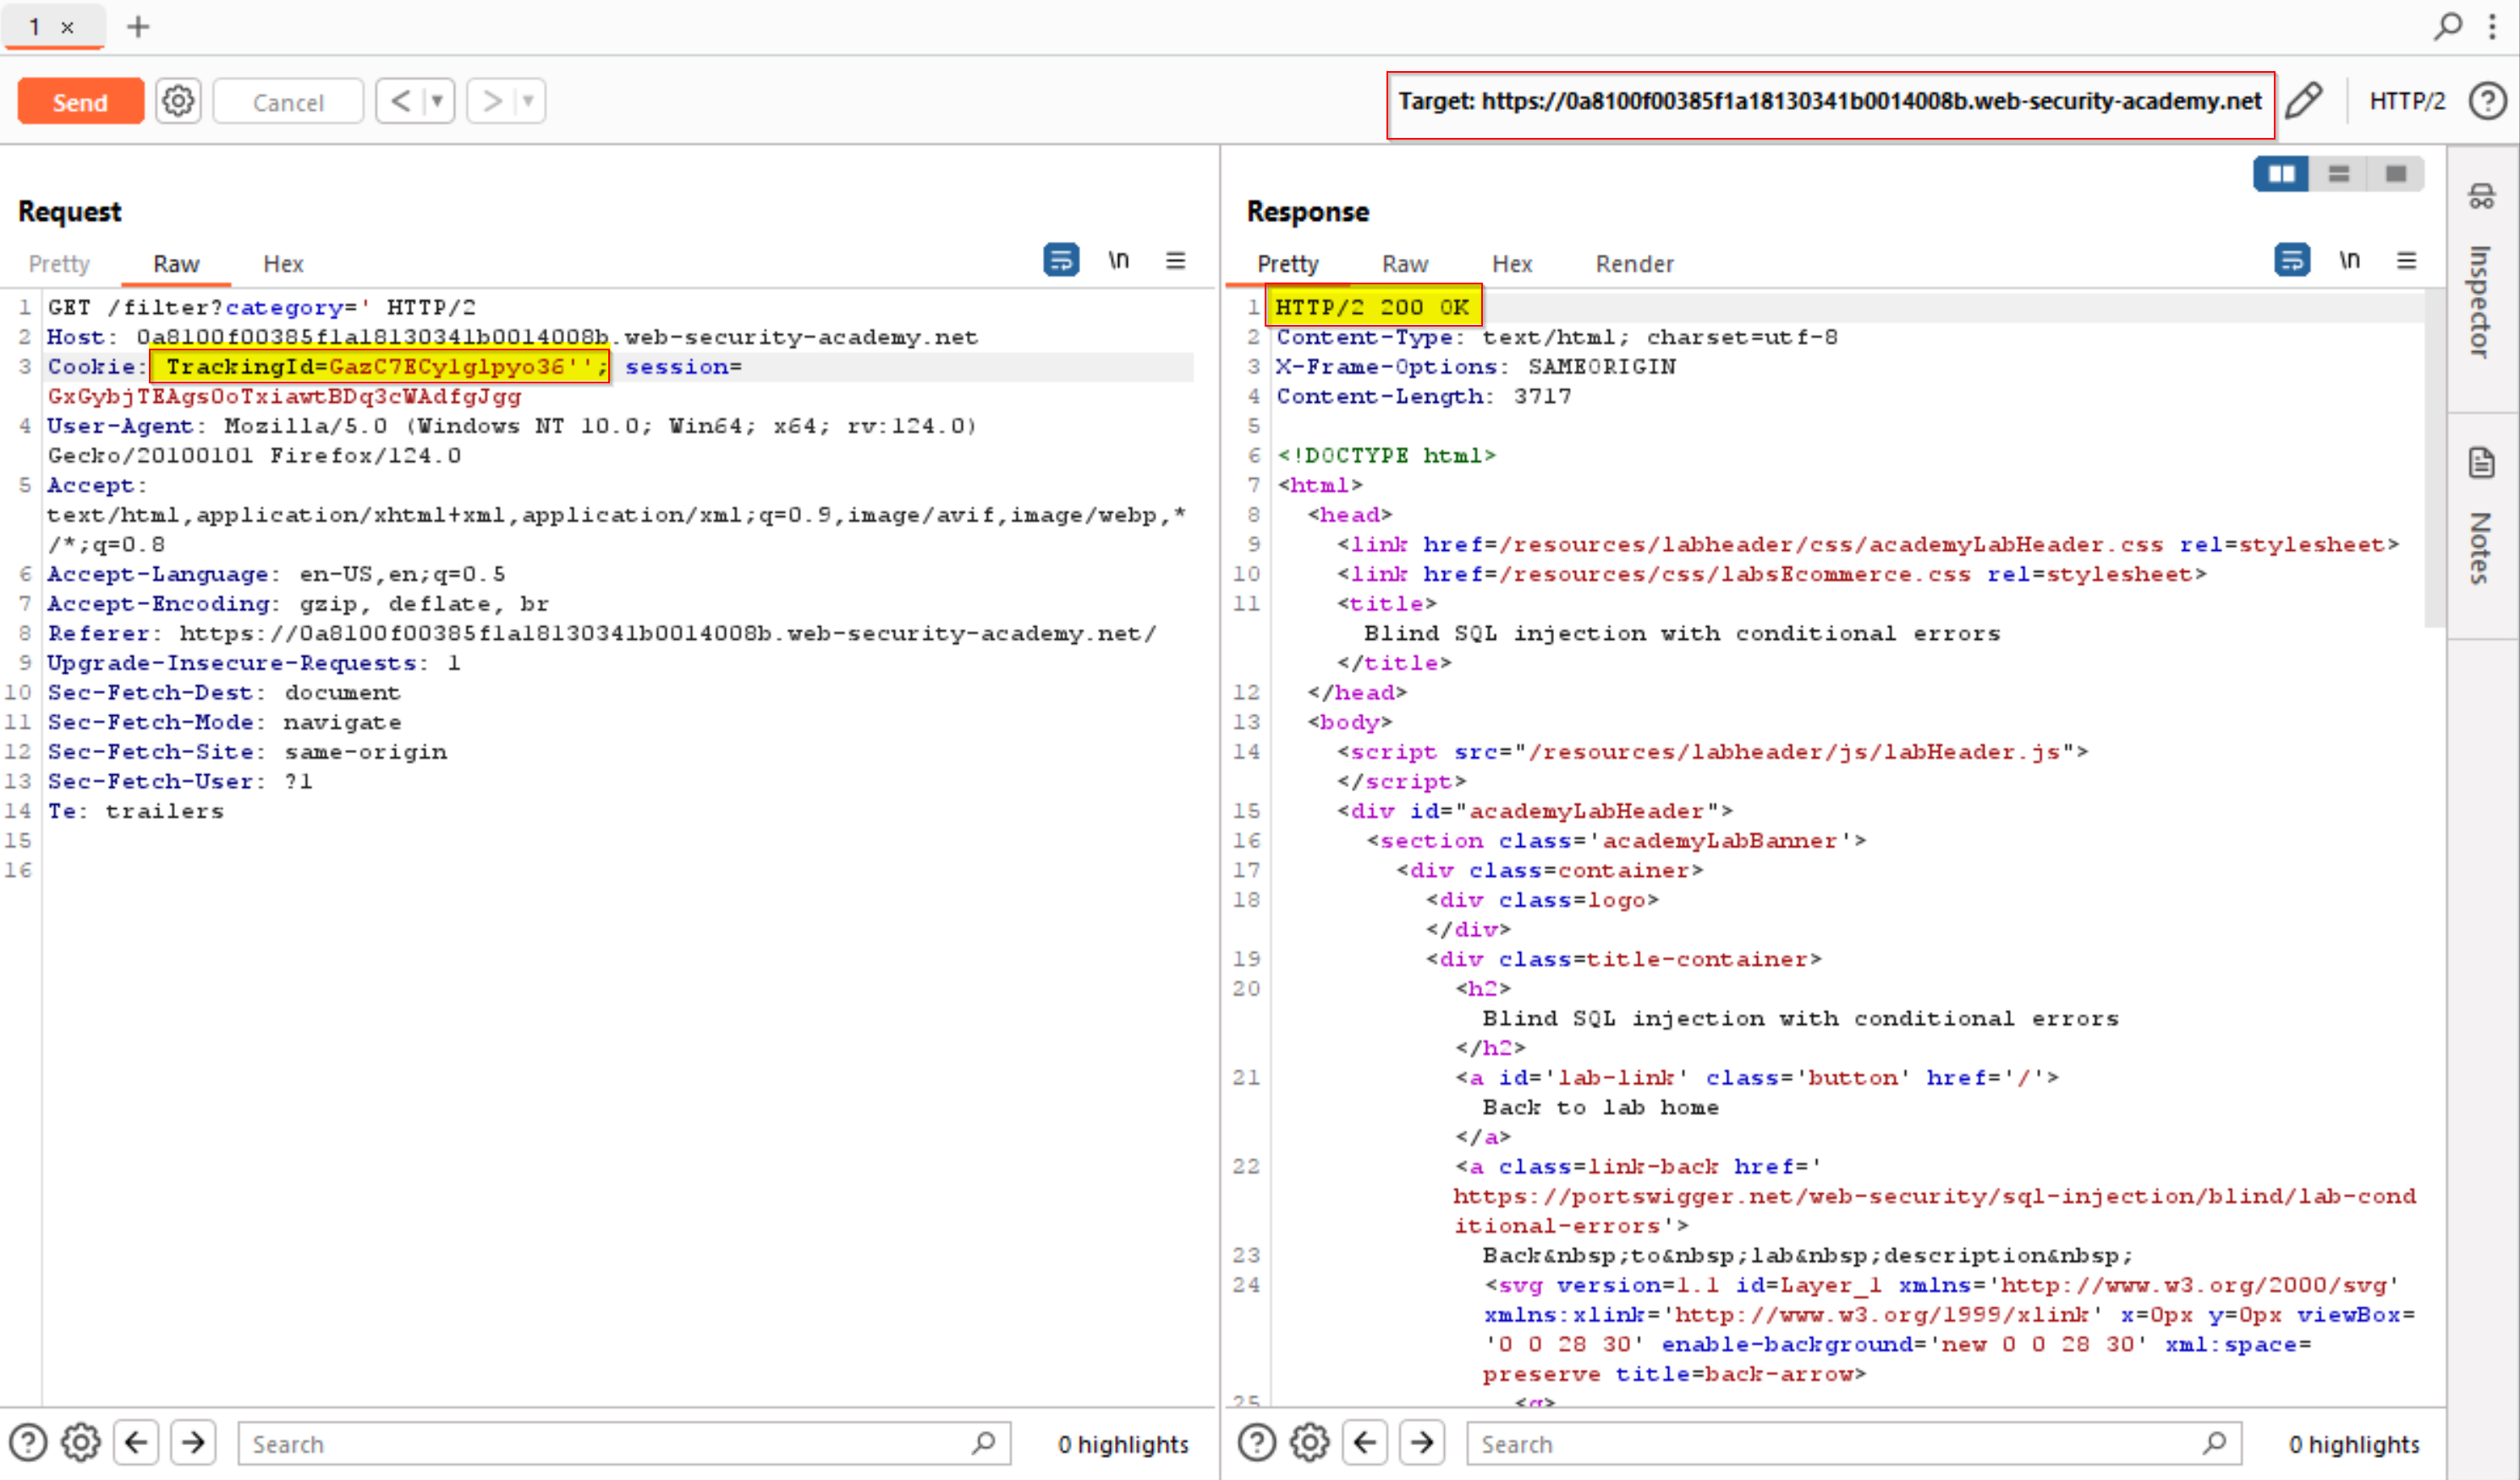 1 × +
Send Cancel < ▼ > ▼ Target: https://0a8100f00385f1a18130341b0014008b.web-security-academy.net HTTP/2 ?
Request
Pretty Raw Hex \n
1 GET /filter?category=' HTTP/2
2 Host: 0a8100f00385f1a18130341b0014008b.web-security-academy.net
3 Cookie: TrackingId=GazC7ECylglpyo36''; session=
GxGybjTEAgsOoTxiawtBDq3cWAdfgJgg
4 User-Agent: Mozilla/5.0 (Windows NT 10.0; Win64; x64; rv:124.0)
Gecko/20100101 Firefox/124.0
5 Accept:
text/html,application/xhtml+xml,application/xml;q=0.9,image/avif,image/webp,*
/*;q=0.8
6 Accept-Language: en-US,en;q=0.5
7 Accept-Encoding: gzip, deflate, br
8 Referer: https://0a8100f00385f1a18130341b0014008b.web-security-academy.net/
9 Upgrade-Insecure-Requests: 1
10 Sec-Fetch-Dest: document
11 Sec-Fetch-Mode: navigate
12 Sec-Fetch-Site: same-origin
13 Sec-Fetch-User: ?1
14 Te: trailers
15
16
? Search 0 highlights
Response
Pretty Raw Hex Render \n
1 HTTP/2 200 OK
2 Content-Type: text/html; charset=utf-8
3 X-Frame-Options: SAMEORIGIN
4 Content-Length: 3717
5
6 <!DOCTYPE html>
7 <html>
8 <head>
9 <link href=/resources/labheader/css/academyLabHeader.css rel=stylesheet>
10 <link href=/resources/css/labsEcommerce.css rel=stylesheet>
11 <title>
Blind SQL injection with conditional errors
</title>
12 </head>
13 <body>
14 <script src="/resources/labheader/js/labHeader.js">
</script>
15 <div id="academyLabHeader">
16 <section class='academyLabBanner'>
17 <div class=container>
18 <div class=logo>
</div>
19 <div class=title-container>
20 <h2>
Blind SQL injection with conditional errors
</h2>
21 <a id='lab-link' class='button' href='/'>
Back to lab home
</a>
22 <a class=link-back href='
https://portswigger.net/web-security/sql-injection/blind/lab-cond
itional-errors'>
23 Back&nbsp;to&nbsp;lab&nbsp;description&nbsp;
24 <svg version=1.1 id=Layer_1 xmlns='http://www.w3.org/2000/svg'
xmlns:xlink='http://www.w3.org/1999/xlink' x=0px y=0px viewBox=
'0 0 28 30' enable-background='new 0 0 28 30' xml:space=
preserve title=back-arrow>
25 <g>
? Search 0 highlights
Inspector
Notes